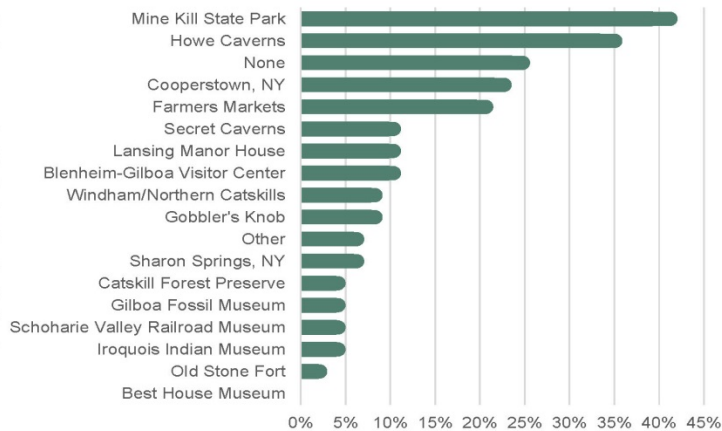 Mine Kill State Park
Howe Caverns
None
Cooperstown, NY
Farmers Markets
Secret Caverns
Lansing Manor House
Blenheim-Gilboa Visitor Center
Windham/Northern Catskills
Gobbler's Knob
Other
Sharon Springs, NY
Catskill Forest Preserve
Gilboa Fossil Museum
Schoharie Valley Railroad Museum
Iroquois Indian Museum
Old Stone Fort
Best House Museum
0% 5% 10% 15% 20% 25% 30% 35% 40% 45%